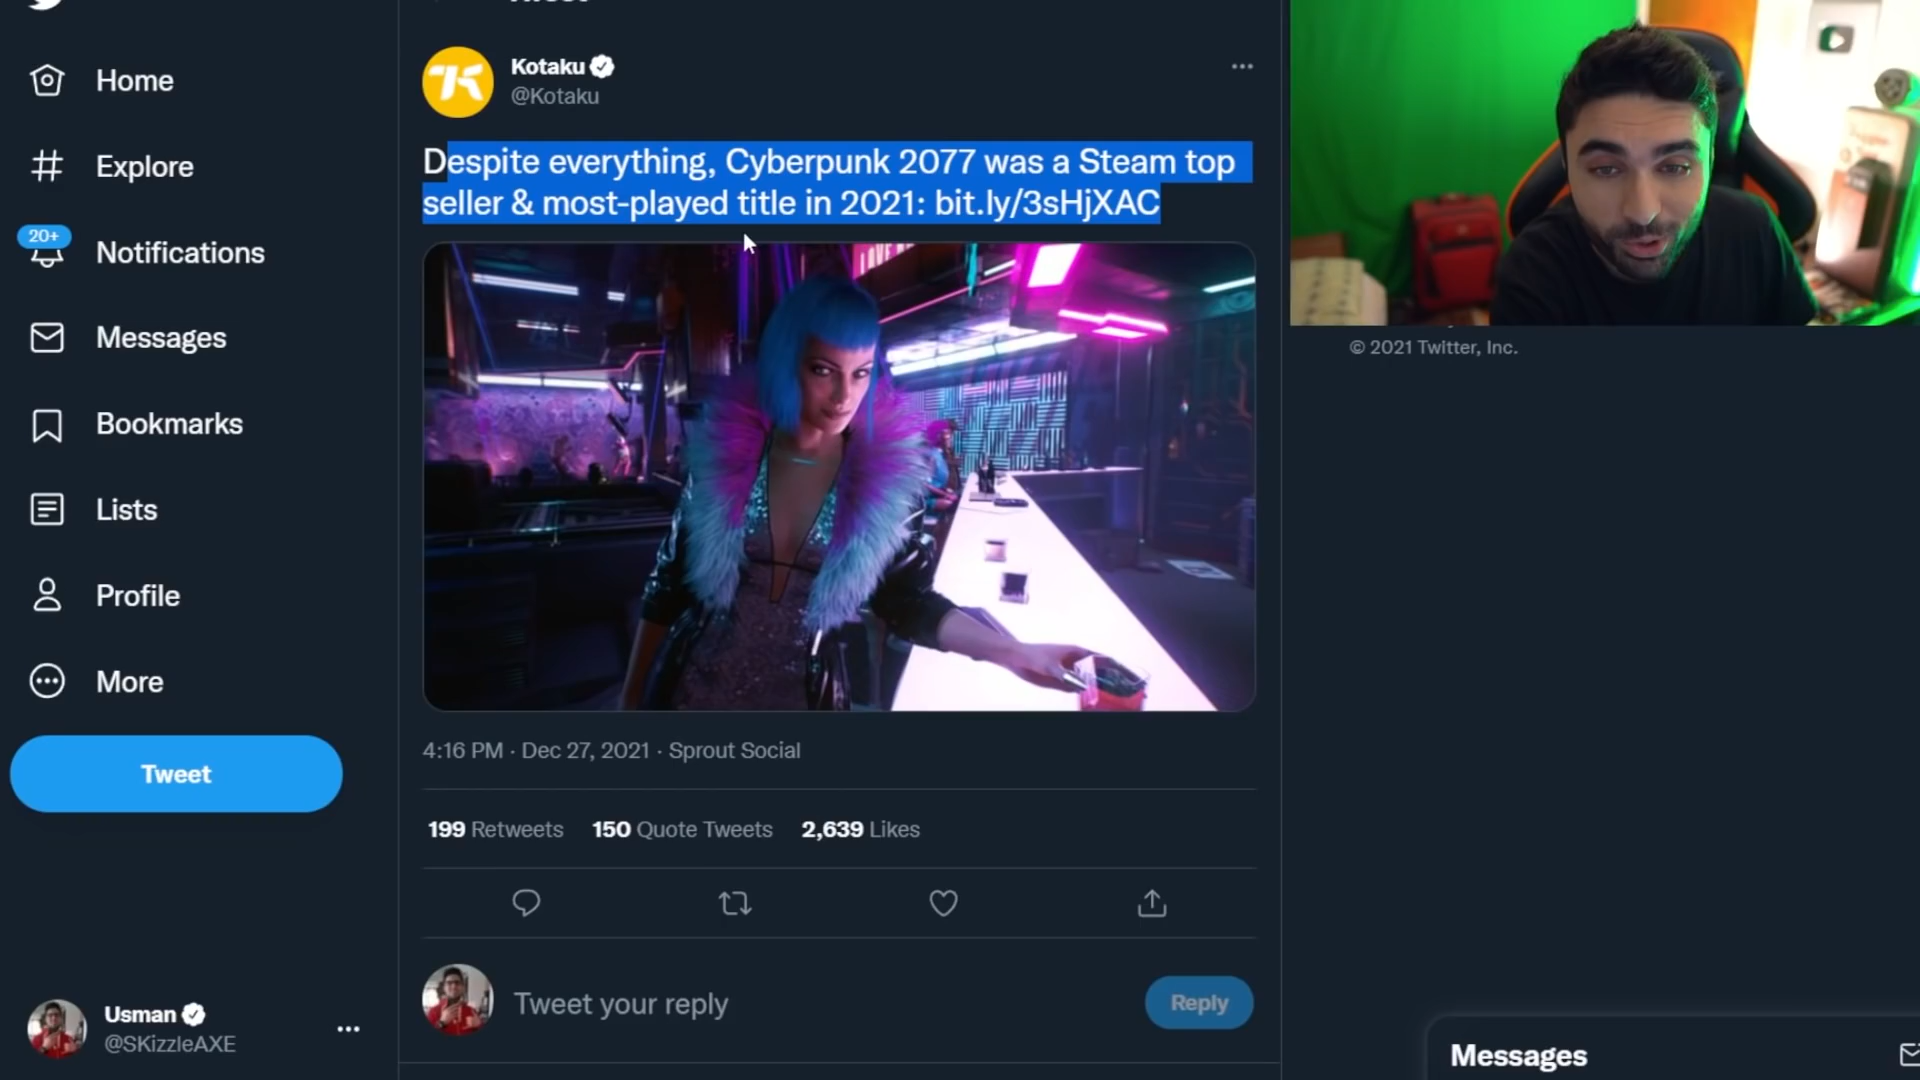 Home
Explore
20+
Notifications
Messages
Bookmarks
Lists
Profile
More
Tweet
Usman
@SKizzleAXE
Kotaku
@Kotaku
Despite everything, Cyberpunk 2077 was a Steam top
seller & most-played title in 2021: bit.ly/3sHjXAC
4:16 PM · Dec 27, 2021 · Sprout Social
199 Retweets 150 Quote Tweets 2,639 Likes
Tweet your reply
Reply
© 2021 Twitter, Inc.
Messages